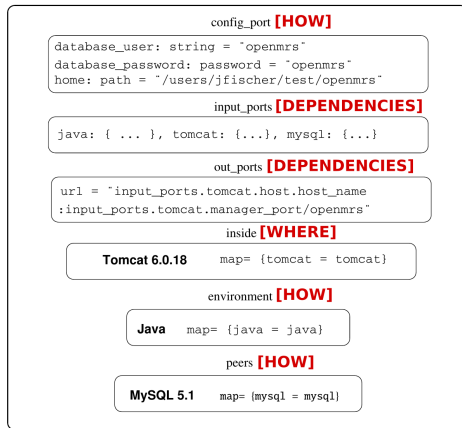 config_port [HOW]
database_user: string = "openmrs"
database_password: password = "openmrs"
home: path = "/users/jfischer/test/openmrs"
input_ports [DEPENDENCIES]
java: { ... }, tomcat: {...}, mysql: {...}
out_ports [DEPENDENCIES]
url = "input_ports.tomcat.host.host_name
:input_ports.tomcat.manager_port/openmrs"
inside [WHERE]
Tomcat 6.0.18 map= {tomcat = tomcat}
environment [HOW]
Java map= {java = java}
peers [HOW]
MySQL 5.1 map= {mysql = mysql}